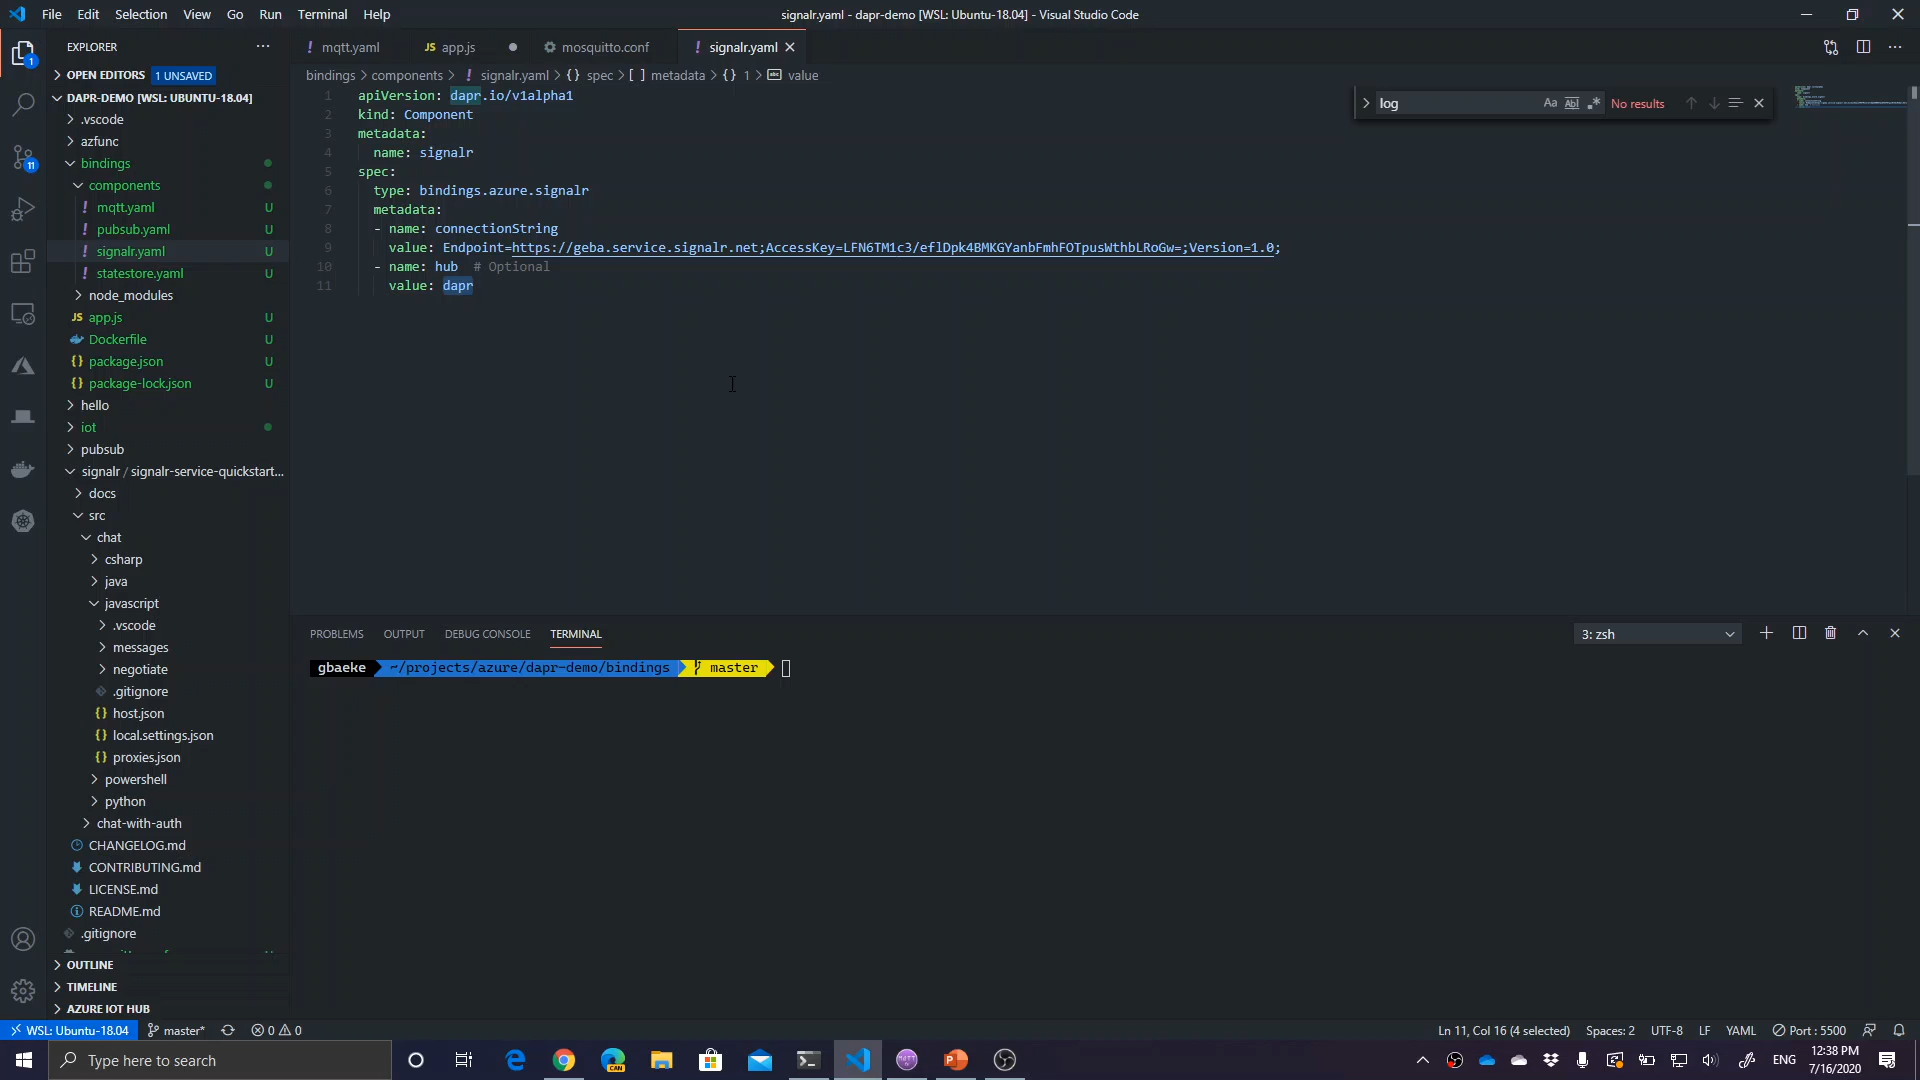 File Edit Selection View Go Run Terminal Help
signalr.yaml - dapr-demo [WSL: Ubuntu-18.04] - Visual Studio Code
EXPLORER
OPEN EDITORS 1 UNSAVED
DAPR-DEMO [WSL: UBUNTU-18.04]
.vscode
azfunc
bindings
components
mqtt.yaml U
pubsub.yaml U
signalr.yaml U
statestore.yaml U
node_modules
JS app.js U
Dockerfile U
package.json U
package-lock.json U
hello
iot
pubsub
signalr / signalr-service-quickstart...
docs
src
chat
csharp
java
javascript
.vscode
messages
negotiate
.gitignore
host.json
local.settings.json
proxies.json
powershell
python
chat-with-auth
CHANGELOG.md
CONTRIBUTING.md
LICENSE.md
README.md
.gitignore
OUTLINE
TIMELINE
AZURE IOT HUB
1
11
mqtt.yaml JS app.js mosquitto.conf signalr.yaml
bindings > components > ! signalr.yaml > {} spec > [ ] metadata > {} 1 > abc value
1 apiVersion: dapr.io/v1alpha1
2 kind: Component
3 metadata:
4 name: signalr
5 spec:
6 type: bindings.azure.signalr
7 metadata:
8 - name: connectionString
9 value: Endpoint=https://geba.service.signalr.net;AccessKey=LFN6TM1c3/eflDpk4BMKGYanbFmhFOTpusWthbLRoGw=;Version=1.0;
10 - name: hub # Optional
11 value: dapr
log Aa Abl No results
PROBLEMS OUTPUT DEBUG CONSOLE TERMINAL
3: zsh
gbaeke ~/projects/azure/dapr-demo/bindings master
WSL: Ubuntu-18.04 master* 0 0
Ln 11, Col 16 (4 selected) Spaces: 2 UTF-8 LF YAML Port : 5500
Type here to search
CAN
ENG
12:38 PM
7/16/2020